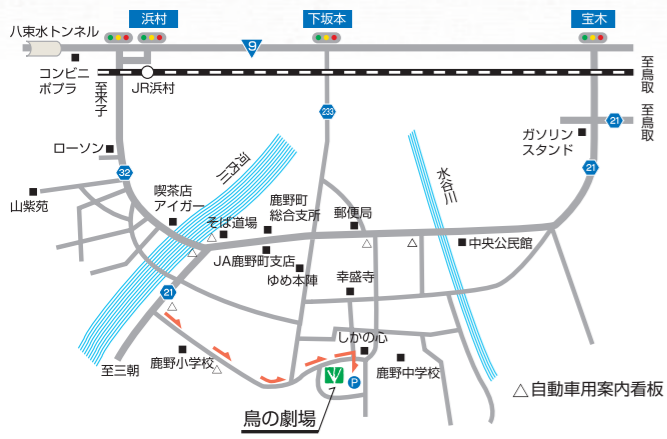 浜村
下坂本
宝木
八束水トンネル
9
コンビニ
ポプラ
至米子
JR浜村
至鳥取
233
21
至鳥取
ガソリン
スタンド
ローソン
河内川
水谷川
32
21
山紫苑
喫茶店
アイガー
そば道場
鹿野町
総合支所
郵便局
中央公民館
JA鹿野町支店
ゆめ本陣
幸盛寺
21
しかの心
至三朝
鹿野小学校
鹿野中学校
P
△自動車用案内看板
鳥の劇場